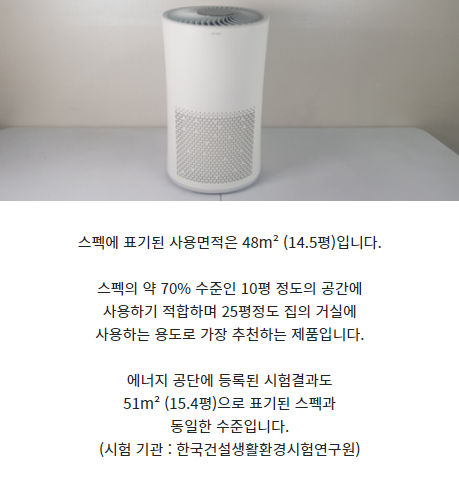 스펙에 표기된 사용면적은 48m² (14.5평)입니다.
스펙의 약 70% 수준인 10평 정도의 공간에
사용하기 적합하며 25평정도 집의 거실에
사용하는 용도로 가장 추천하는 제품입니다.
에너지 공단에 등록된 시험결과도
51m² (15.4평)으로 표기된 스펙과
동일한 수준입니다.
(시험 기관 : 한국건설생활환경시험연구원)